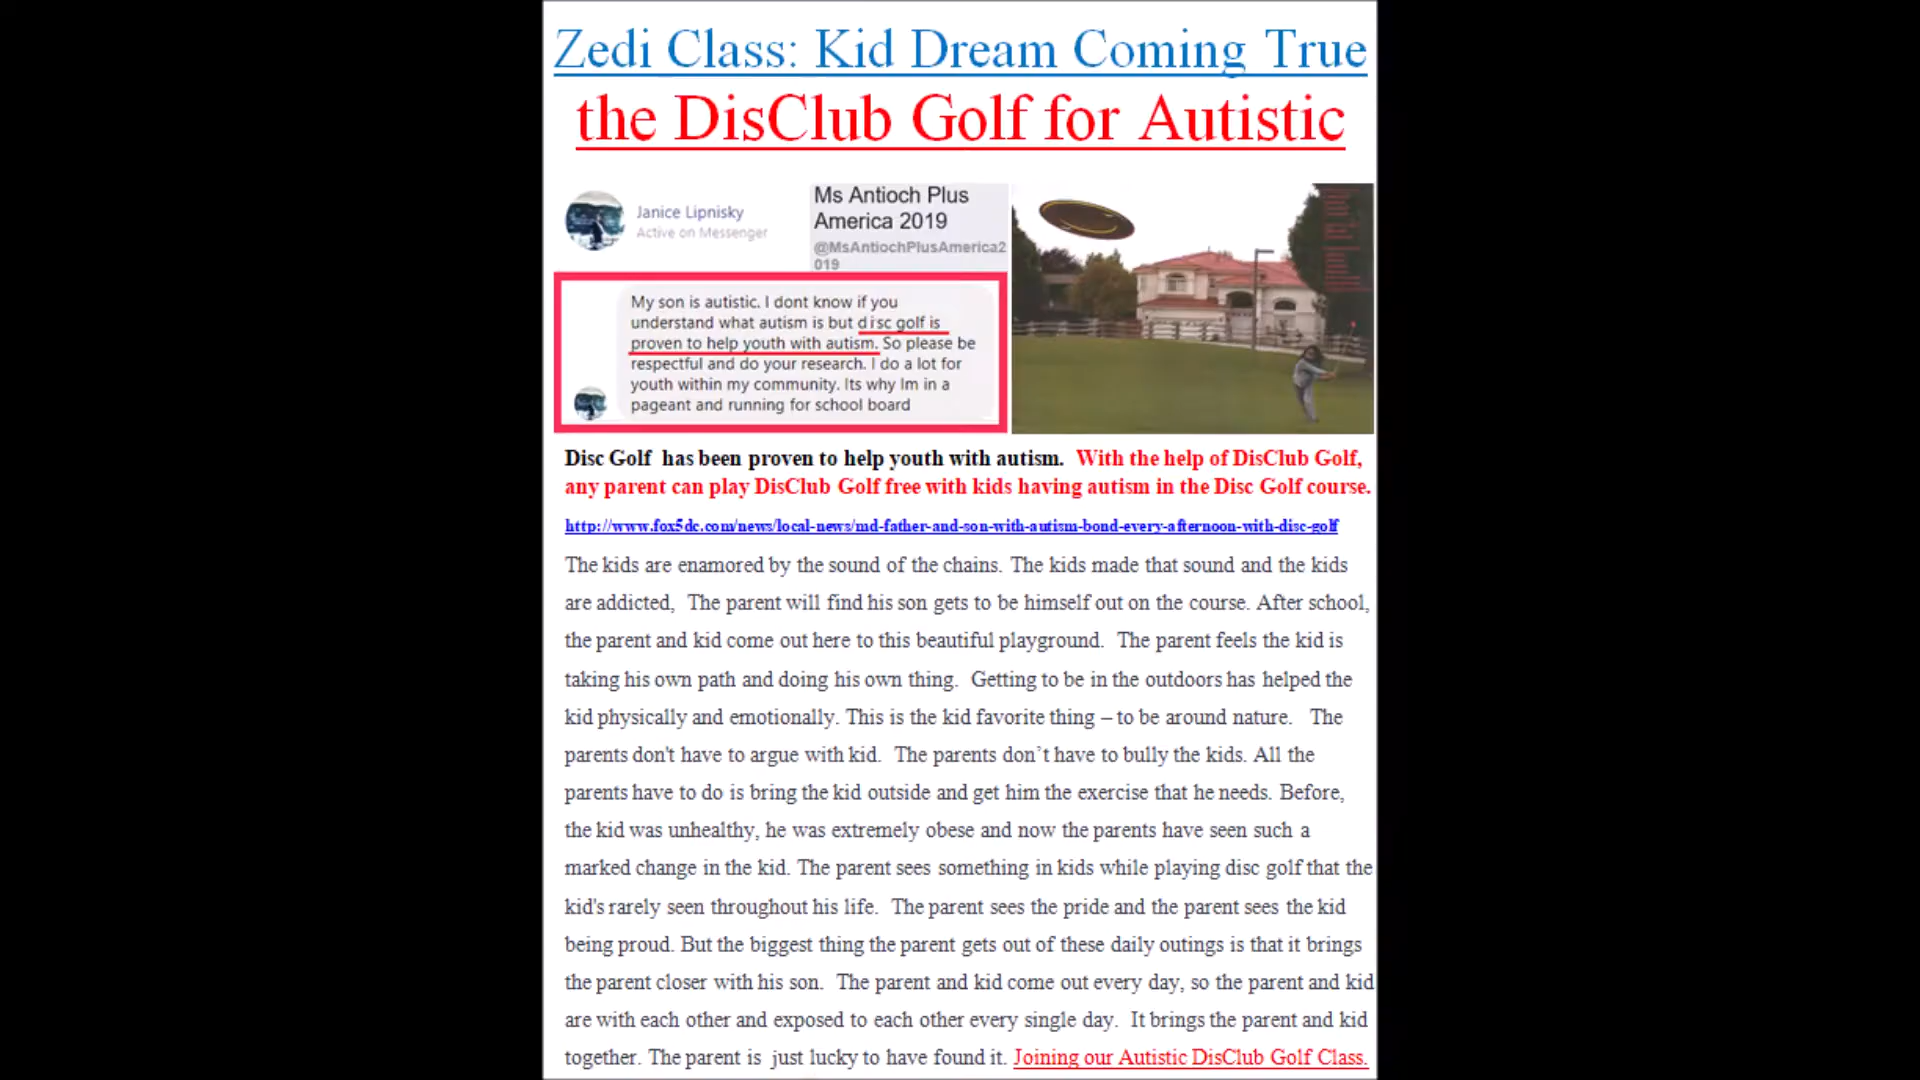 Zedi Class: Kid Dream Coming True
the DisClub Golf for Autistic
Janice Lipnisky
Active on Messenger
Ms Antioch Plus
America 2019
@MsAntiochPlusAmerica2
019
My son is autistic. I dont know if you
understand what autism is but disc golf is
proven to help youth with autism. So please be
respectful and do your research. I do a lot for
youth within my community. Its why Im in a
pageant and running for school board
Disc Golf has been proven to help youth with autism. With the help of DisClub Golf,
any parent can play DisClub Golf free with kids having autism in the Disc Golf course.
http://www.fox5dc.com/news/local-news/md-father-and-son-with-autism-bond-every-afternoon-with-disc-golf
The kids are enamored by the sound of the chains. The kids made that sound and the kids
are addicted, The parent will find his son gets to be himself out on the course. After school,
the parent and kid come out here to this beautiful playground. The parent feels the kid is
taking his own path and doing his own thing. Getting to be in the outdoors has helped the
kid physically and emotionally. This is the kid favorite thing – to be around nature. The
parents don't have to argue with kid. The parents don’t have to bully the kids. All the
parents have to do is bring the kid outside and get him the exercise that he needs. Before,
the kid was unhealthy, he was extremely obese and now the parents have seen such a
marked change in the kid. The parent sees something in kids while playing disc golf that the
kid's rarely seen throughout his life. The parent sees the pride and the parent sees the kid
being proud. But the biggest thing the parent gets out of these daily outings is that it brings
the parent closer with his son. The parent and kid come out every day, so the parent and kid
are with each other and exposed to each other every single day. It brings the parent and kid
together. The parent is just lucky to have found it. Joining our Autistic DisClub Golf Class.